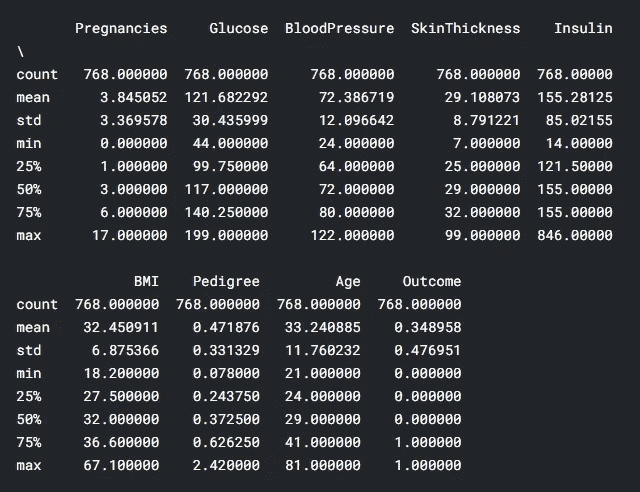 Pregnancies Glucose BloodPressure SkinThickness Insulin
\
count 768.000000 768.000000 768.000000 768.000000 768.00000
mean 3.845052 121.682292 72.386719 29.108073 155.28125
std 3.369578 30.435999 12.096642 8.791221 85.02155
min 0.000000 44.000000 24.000000 7.000000 14.00000
25% 1.000000 99.750000 64.000000 25.000000 121.50000
50% 3.000000 117.000000 72.000000 29.000000 155.00000
75% 6.000000 140.250000 80.000000 32.000000 155.00000
max 17.000000 199.000000 122.000000 99.000000 846.00000
BMI Pedigree Age Outcome
count 768.000000 768.000000 768.000000 768.000000
mean 32.450911 0.471876 33.240885 0.348958
std 6.875366 0.331329 11.760232 0.476951
min 18.200000 0.078000 21.000000 0.000000
25% 27.500000 0.243750 24.000000 0.000000
50% 32.000000 0.372500 29.000000 0.000000
75% 36.600000 0.626250 41.000000 1.000000
max 67.100000 2.420000 81.000000 1.000000